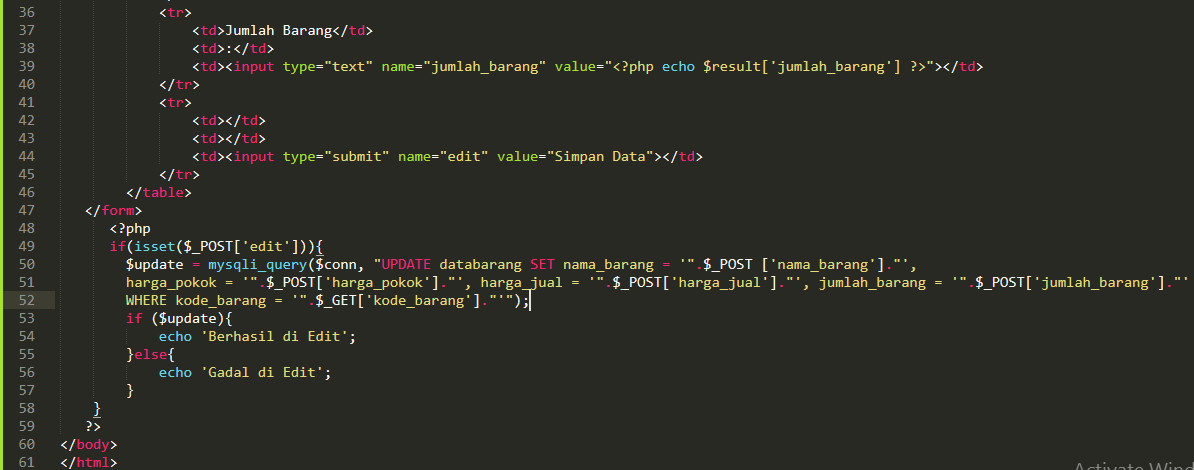 36 <tr>
37 <td>Jumlah Barang</td>
38 <td>:</td>
39 <td><input type="text" name="jumlah_barang" value="<?php echo $result['jumlah_barang'] ?>"></td>
40 </tr>
41 <tr>
42 <td></td>
43 <td></td>
44 <td><input type="submit" name="edit" value="Simpan Data"></td>
45 </tr>
46 </table>
47 </form>
48 <?php
49 if(isset($_POST['edit'])){
50 $update = mysqli_query($conn, "UPDATE databarang SET nama_barang = '".$_POST ['nama_barang']."',
51 harga_pokok = '".$_POST['harga_pokok']."', harga_jual = '".$_POST['harga_jual']."', jumlah_barang = '".$_POST['jumlah_barang']."'
52 WHERE kode_barang = '".$_GET['kode_barang']."'");
53 if ($update){
54 echo 'Berhasil di Edit';
55 }else{
56 echo 'Gadal di Edit';
57 }
58 }
59 ?>
60 </body>
61 </html>
Activate Wind